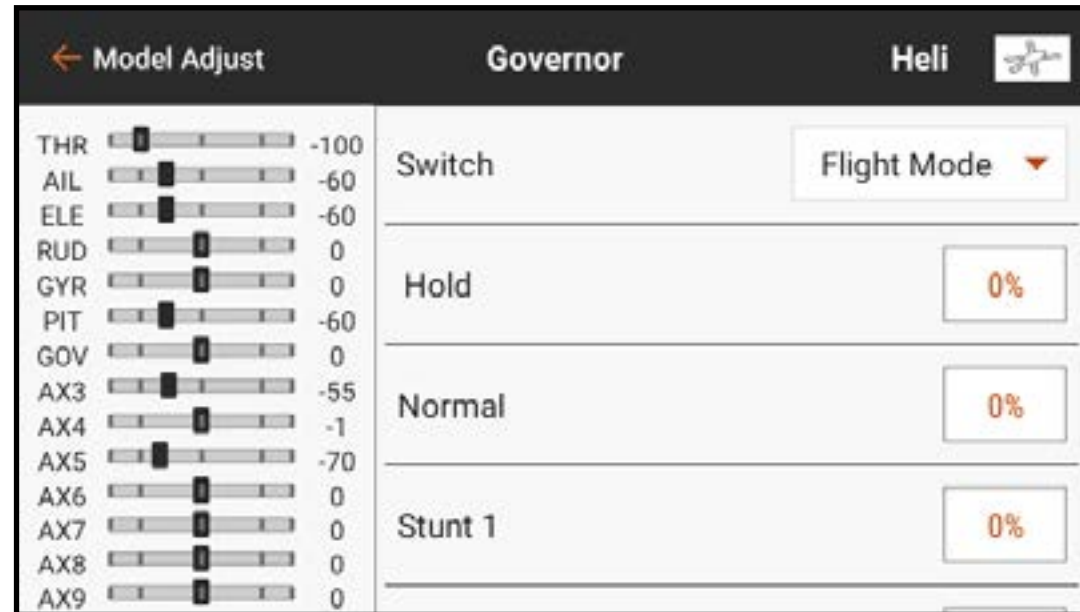 ← Model Adjust Governor Heli
THR -100
AIL -60
ELE -60
RUD 0
GYR 0
PIT -60
GOV 0
AX3 -55
AX4 -1
AX5 -70
AX6 0
AX7 0
AX8 0
AX9 0
Switch Flight Mode
Hold 0%
Normal 0%
Stunt 1 0%